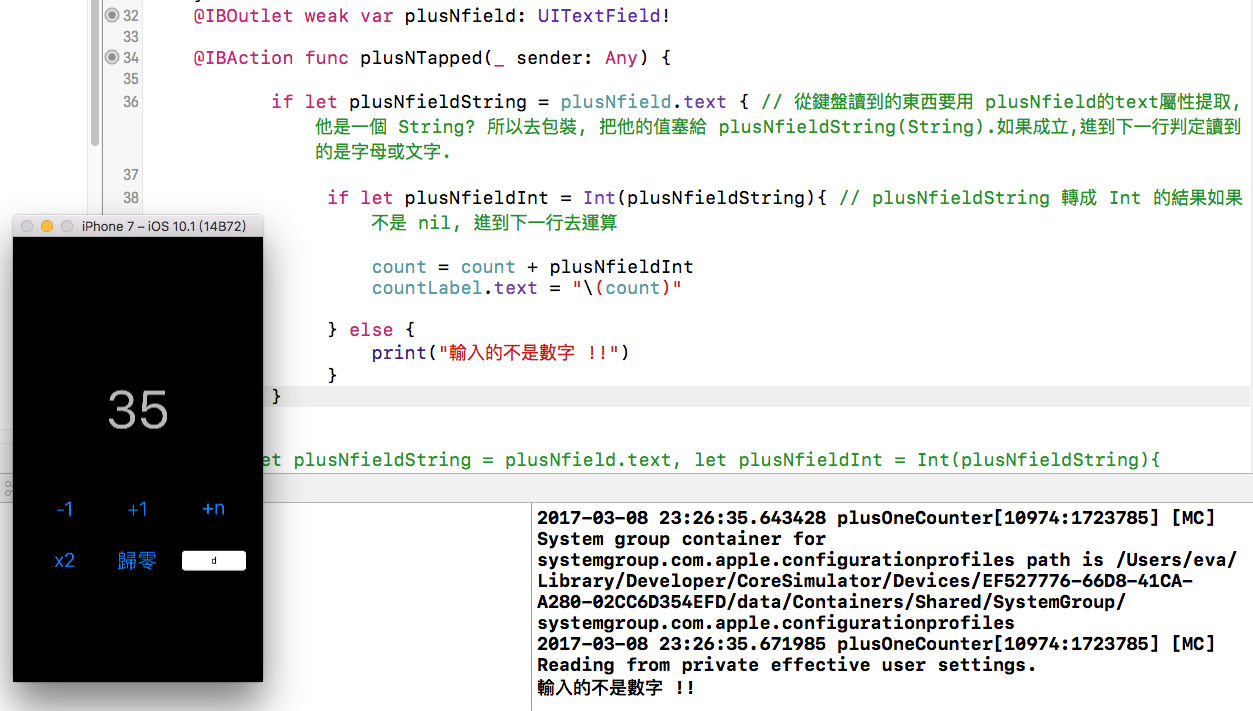 32 @IBOutlet weak var plusNfield: UITextField!
33
34 @IBAction func plusNTapped(_ sender: Any) {
35
36 if let plusNfieldString = plusNfield.text { // 從鍵盤讀到的東西要用 plusNfield的text屬性提取,
他是一個 String? 所以去包裝, 把他的值塞給 plusNfieldString(String).如果成立,進到下一行判定讀到
的是字母或文字.
37
38 if let plusNfieldInt = Int(plusNfieldString){ // plusNfieldString 轉成 Int 的結果如果
不是 nil, 進到下一行去運算
count = count + plusNfieldInt
countLabel.text = "\(count)"
} else {
print("輸入的不是數字 !!")
}
}
et plusNfieldString = plusNfield.text, let plusNfieldInt = Int(plusNfieldString){
iPhone 7 – iOS 10.1 (14B72)
35
-1 +1 +n
x2 歸零 d
2017-03-08 23:26:35.643428 plusOneCounter[10974:1723785] [MC]
System group container for
systemgroup.com.apple.configurationprofiles path is /Users/eva/
Library/Developer/CoreSimulator/Devices/EF527776-66D8-41CA-
A280-02CC6D354EFD/data/Containers/Shared/SystemGroup/
systemgroup.com.apple.configurationprofiles
2017-03-08 23:26:35.671985 plusOneCounter[10974:1723785] [MC]
Reading from private effective user settings.
輸入的不是數字 !!